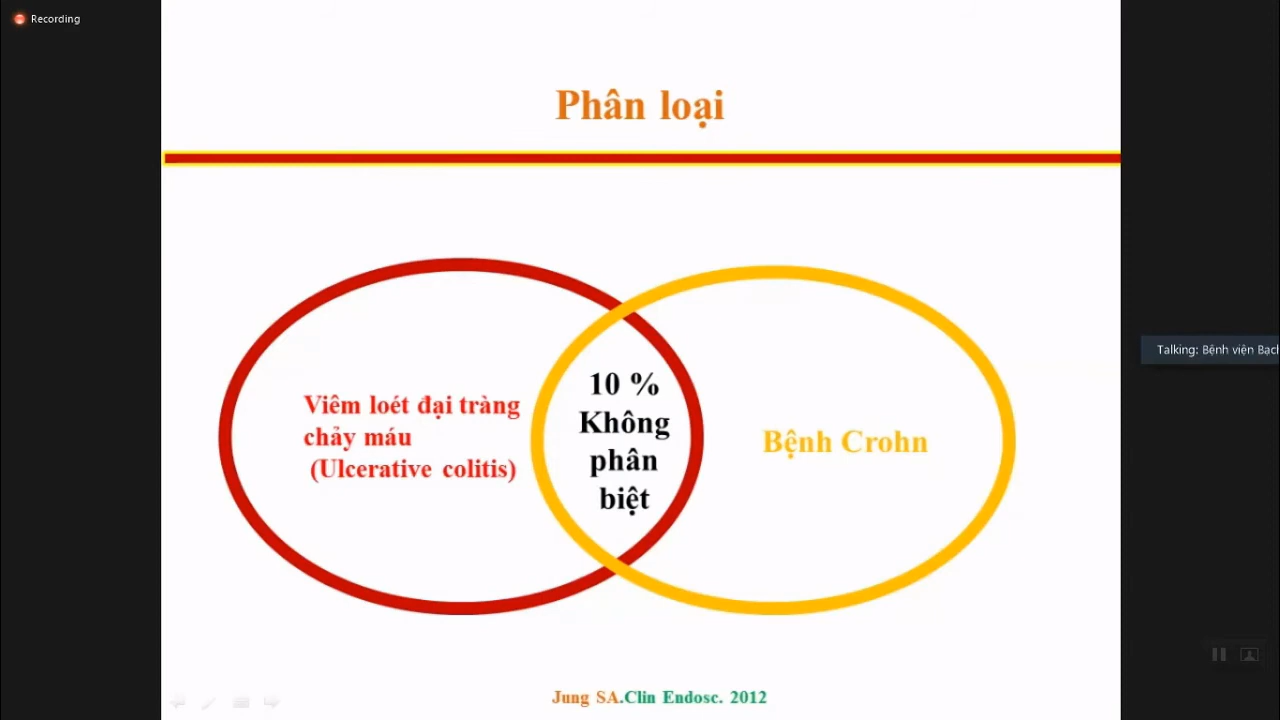 Recording
Phân loại
Viêm loét đại tràng
chảy máu
(Ulcerative colitis)
10 %
Không
phân
biệt
Bệnh Crohn
Talking: Bệnh viện Bạch
Jung SA.Clin Endosc. 2012